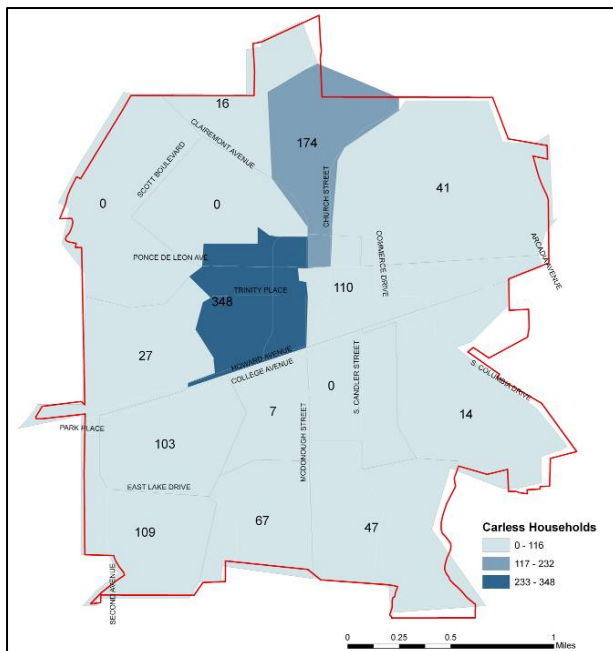 16
CLAIREMONT AVENUE
174
SCOTT BOULEVARD
41
0
0
CHURCH STREET
COMMERCE DRIVE
ARCADIA AVENUE
PONCE DE LEON AVE
TRINITY PLACE
110
348
HOWARD AVENUE
COLLEGE AVENUE
27
0
S. CANDLER STREET
S. COLUMBIA DRIVE
7
14
PARK PLACE
103
MCDONOUGH STREET
EAST LAKE DRIVE
67
47
109
SECOND AVENUE
Carless Households
0 - 116
117 - 232
233 - 348
0 0.25 0.5 1
Miles